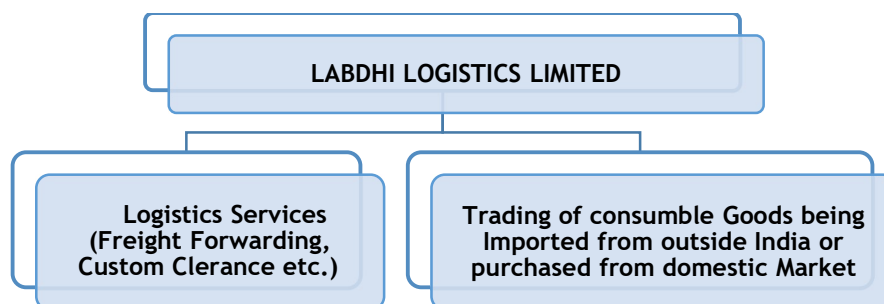 LABDHI LOGISTICS LIMITED
Logistics Services
(Freight Forwarding,
Custom Clerance etc.)
Trading of consumble Goods being
Imported from outside India or
purchased from domestic Market